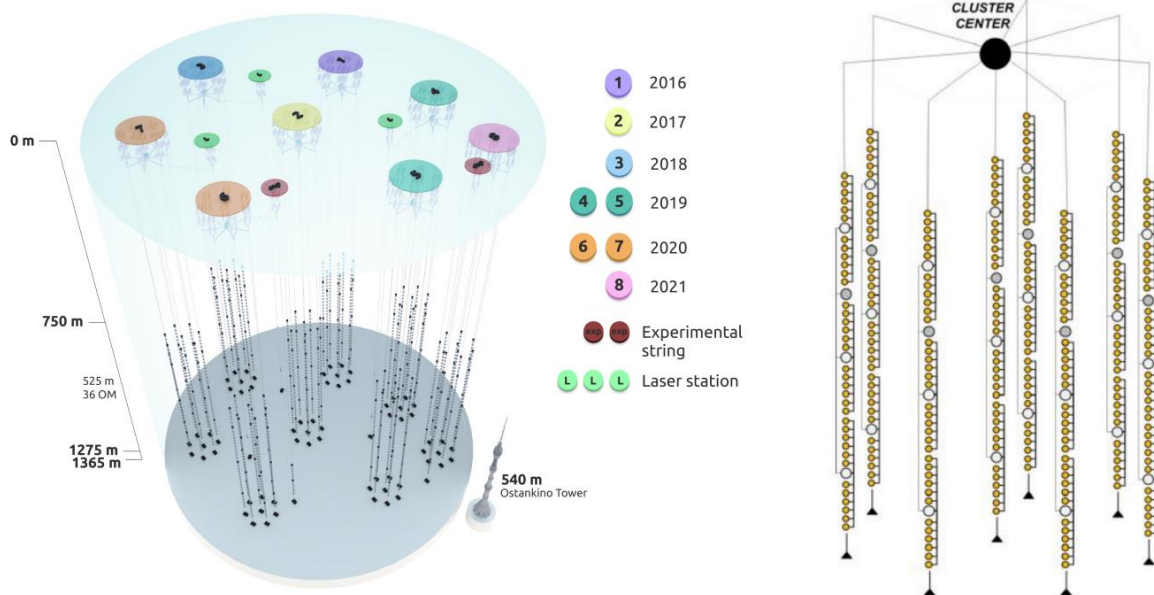 0 m
750 m
525 m
36 OM
1275 m
1365 m
540 m
Ostankino Tower
1 2016
2 2017
3 2018
4 5 2019
6 7 2020
8 2021
exp exp Experimental
string
L L L Laser station
CLUSTER
CENTER